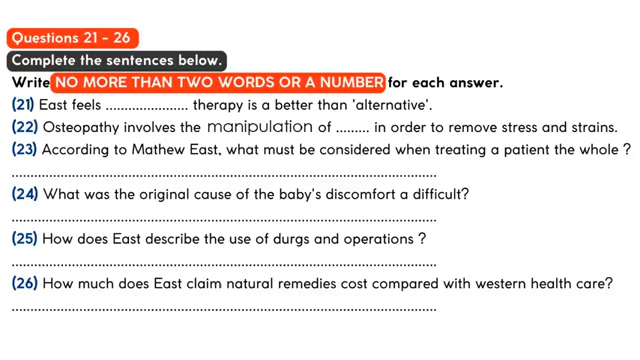 Questions 21 - 26
Complete the sentences below.
Write NO MORE THAN TWO WORDS OR A NUMBER for each answer.
(21) East feels ..................... therapy is a better than 'alternative'.
(22) Osteopathy involves the manipulation of ......... in order to remove stress and strains.
(23) According to Mathew East, what must be considered when treating a patient the whole ?
................................................................................................................
(24) What was the original cause of the baby's discomfort a difficult?
................................................................................................................
(25) How does East describe the use of durgs and operations ?
................................................................................................................
(26) How much does East claim natural remedies cost compared with western health care?
................................................................................................................